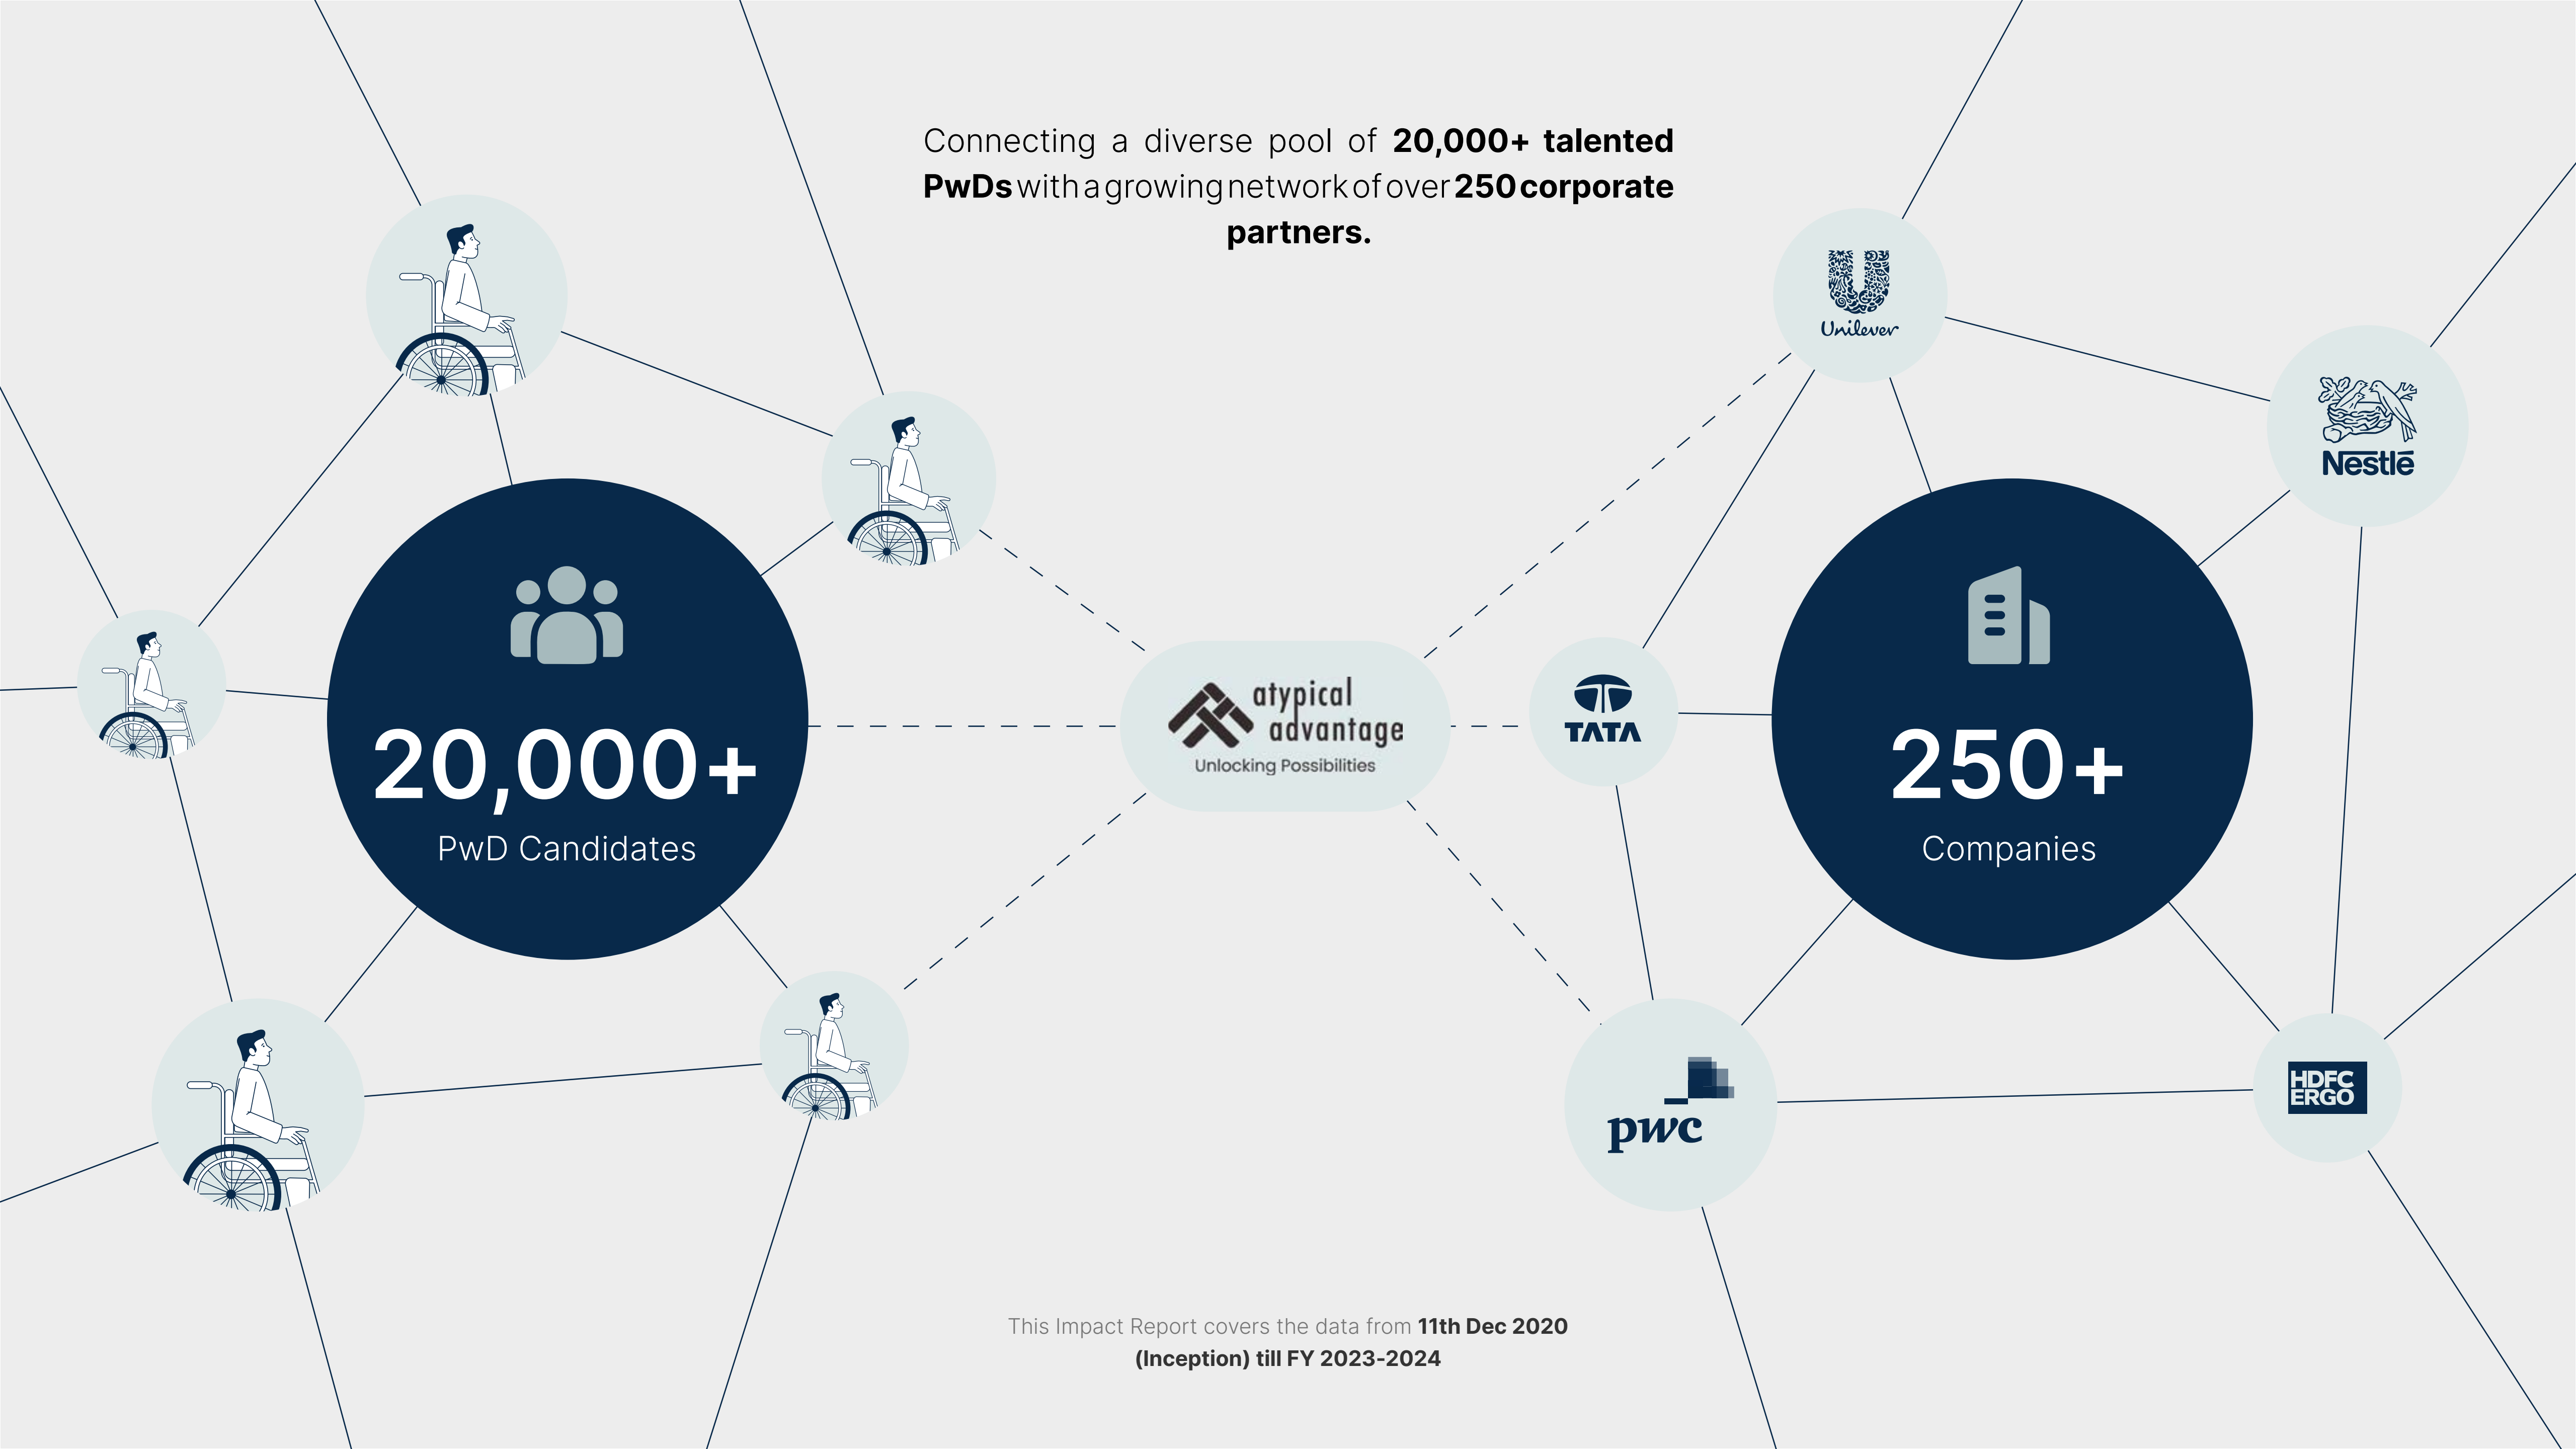 Connecting a diverse pool of 20,000+ talented
PwDs with a growing network of over 250 corporate
partners.
Unilever
Nestlé
20,000+
PwD Candidates
atypical
advantage
Unlocking Possibilities
TATA
250+
Companies
pwc
HDFC
ERGO
This Impact Report covers the data from 11th Dec 2020
(Inception) till FY 2023-2024